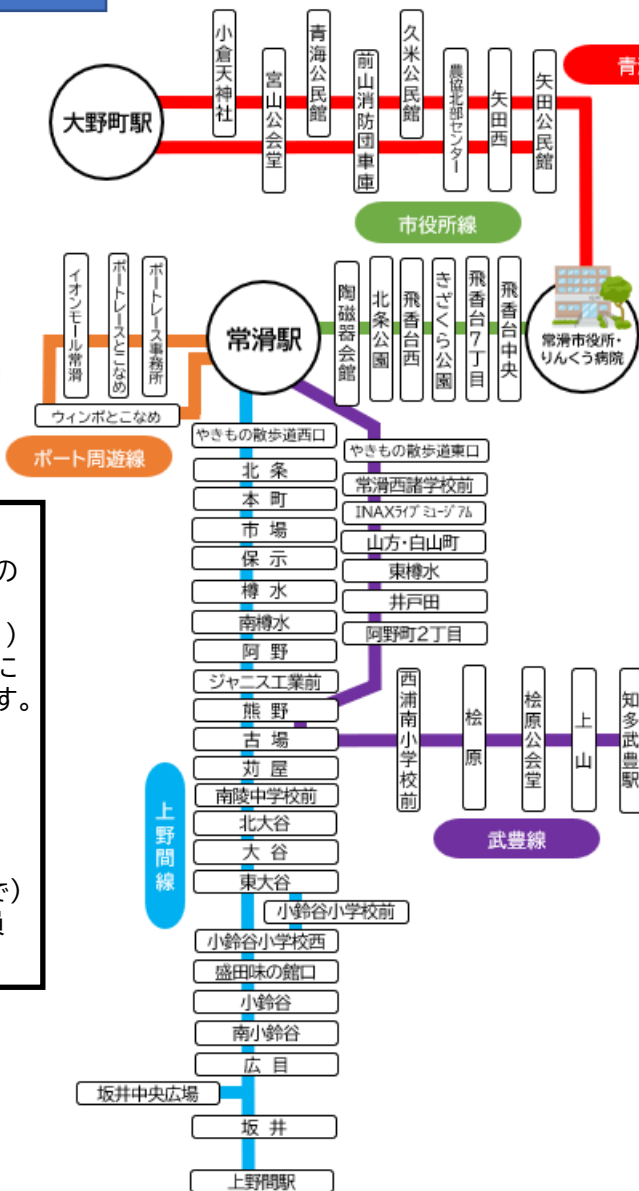 小倉天神社
宮山公会堂
青海公民館
前山消防団車庫
久米公民館
農協北部センター
矢田西
矢田公民館
青
大野町駅
市役所線
イオンモール常滑
ボートレースとこなめ
ボートレース事務所
常滑駅
陶磁器会館
北条公園
飛香台西
きざくら公園
飛香台7丁目
飛香台中央
常滑市役所・
りんくう病院
ウィンボとこなめ
ボート周遊線
やきもの散歩道西口
北条
本町
市場
保示
樽水
南樽水
阿野
ジャニス工業前
熊野
古場
苅屋
南陵中学校前
北大谷
大谷
東大谷
小鈴谷小学校前
小鈴谷小学校西
盛田味の館口
小鈴谷
南小鈴谷
広目
坂井中央広場
坂井
上野間駅
やきもの散歩道東口
常滑西諸学校前
INAXライブミュージアム
山方・白山町
東樽水
井戸田
阿野町2丁目
西浦南小学校前
桧原
桧原公会堂
上山
知多武豊駅
武豊線
上野間線
の
)
に
す。
で)